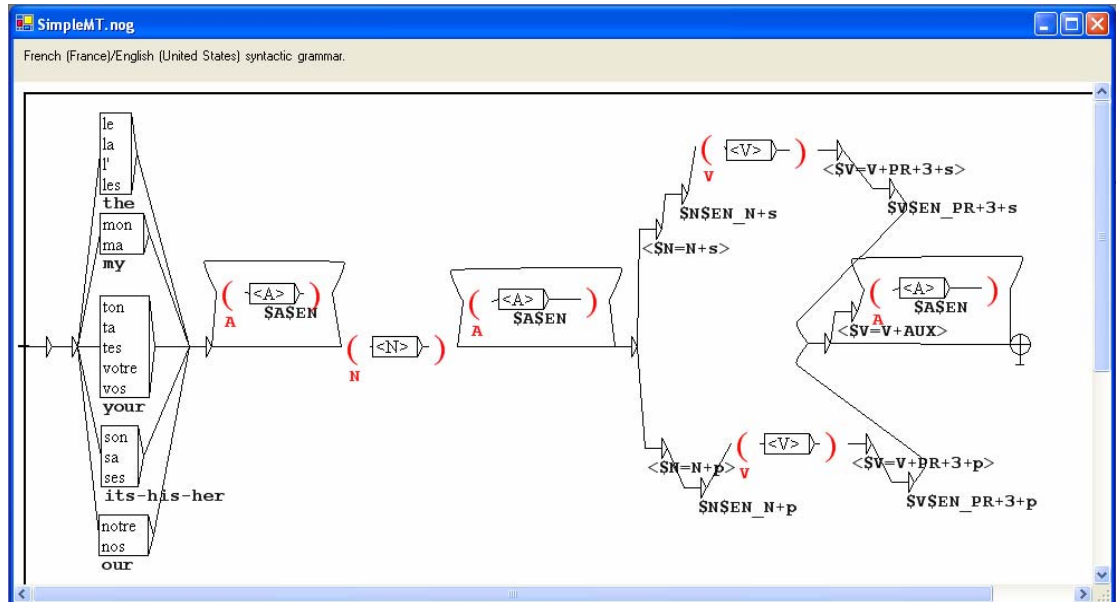 SimpleMT.nog
French (France)/English (United States) syntactic grammar.
le
la
l'
les
the
mon
ma
my
ton
ta
tes
votre
vos
your
son
sa
ses
its-his-her
notre
nos
our
( <A> )
A
$A$EN
( <N> )
N
( <A> )
A
$A$EN
<$N=N+s>
$N$EN_N+s
( <V> )
V
<$V=V+PR+3+s>
$V$EN_PR+3+s
<$N=N+p>
$N$EN_N+p
( <V> )
V
<$V=V+PR+3+p>
$V$EN_PR+3+p
<$V=V+AUX>
( <A> )
A
$A$EN